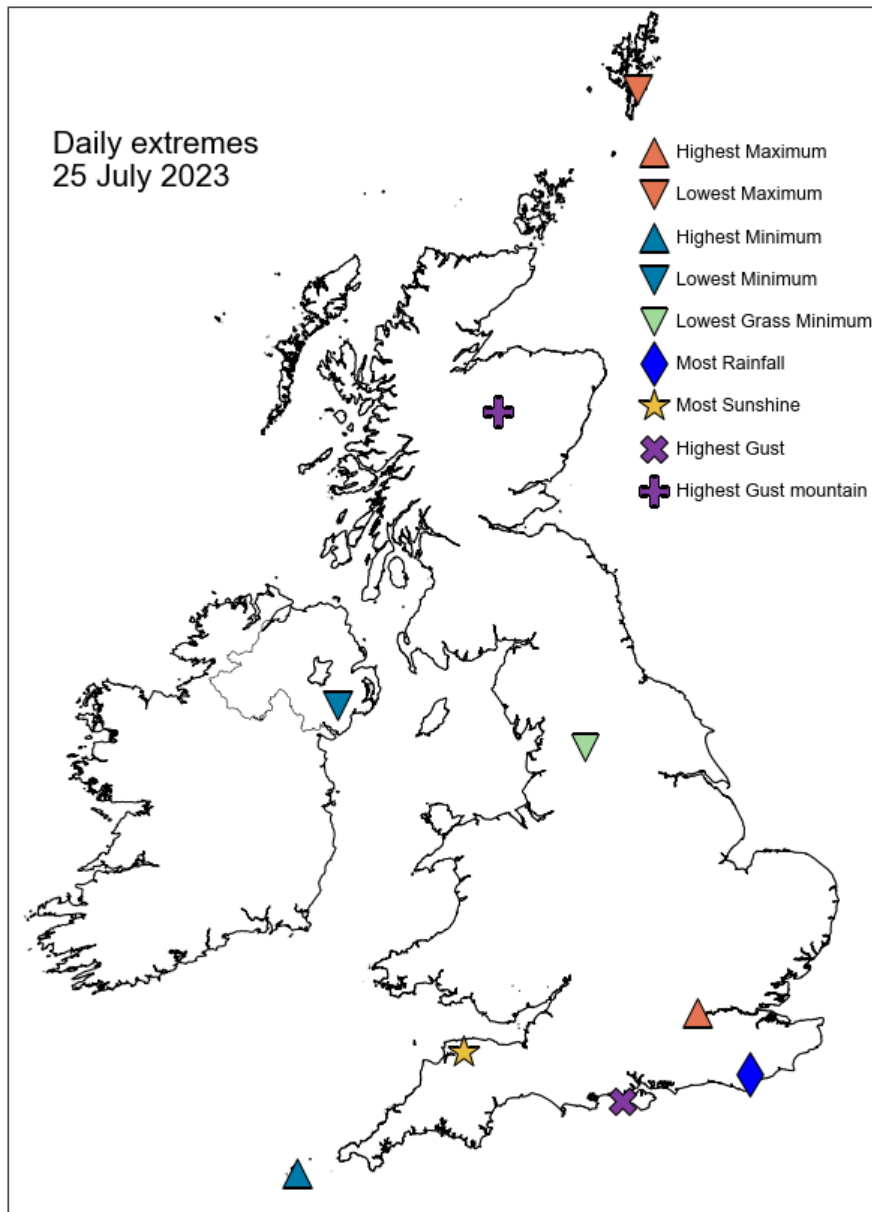 Daily extremes
25 July 2023
Highest Maximum
Lowest Maximum
Highest Minimum
Lowest Minimum
Lowest Grass Minimum
Most Rainfall
Most Sunshine
Highest Gust
Highest Gust mountain